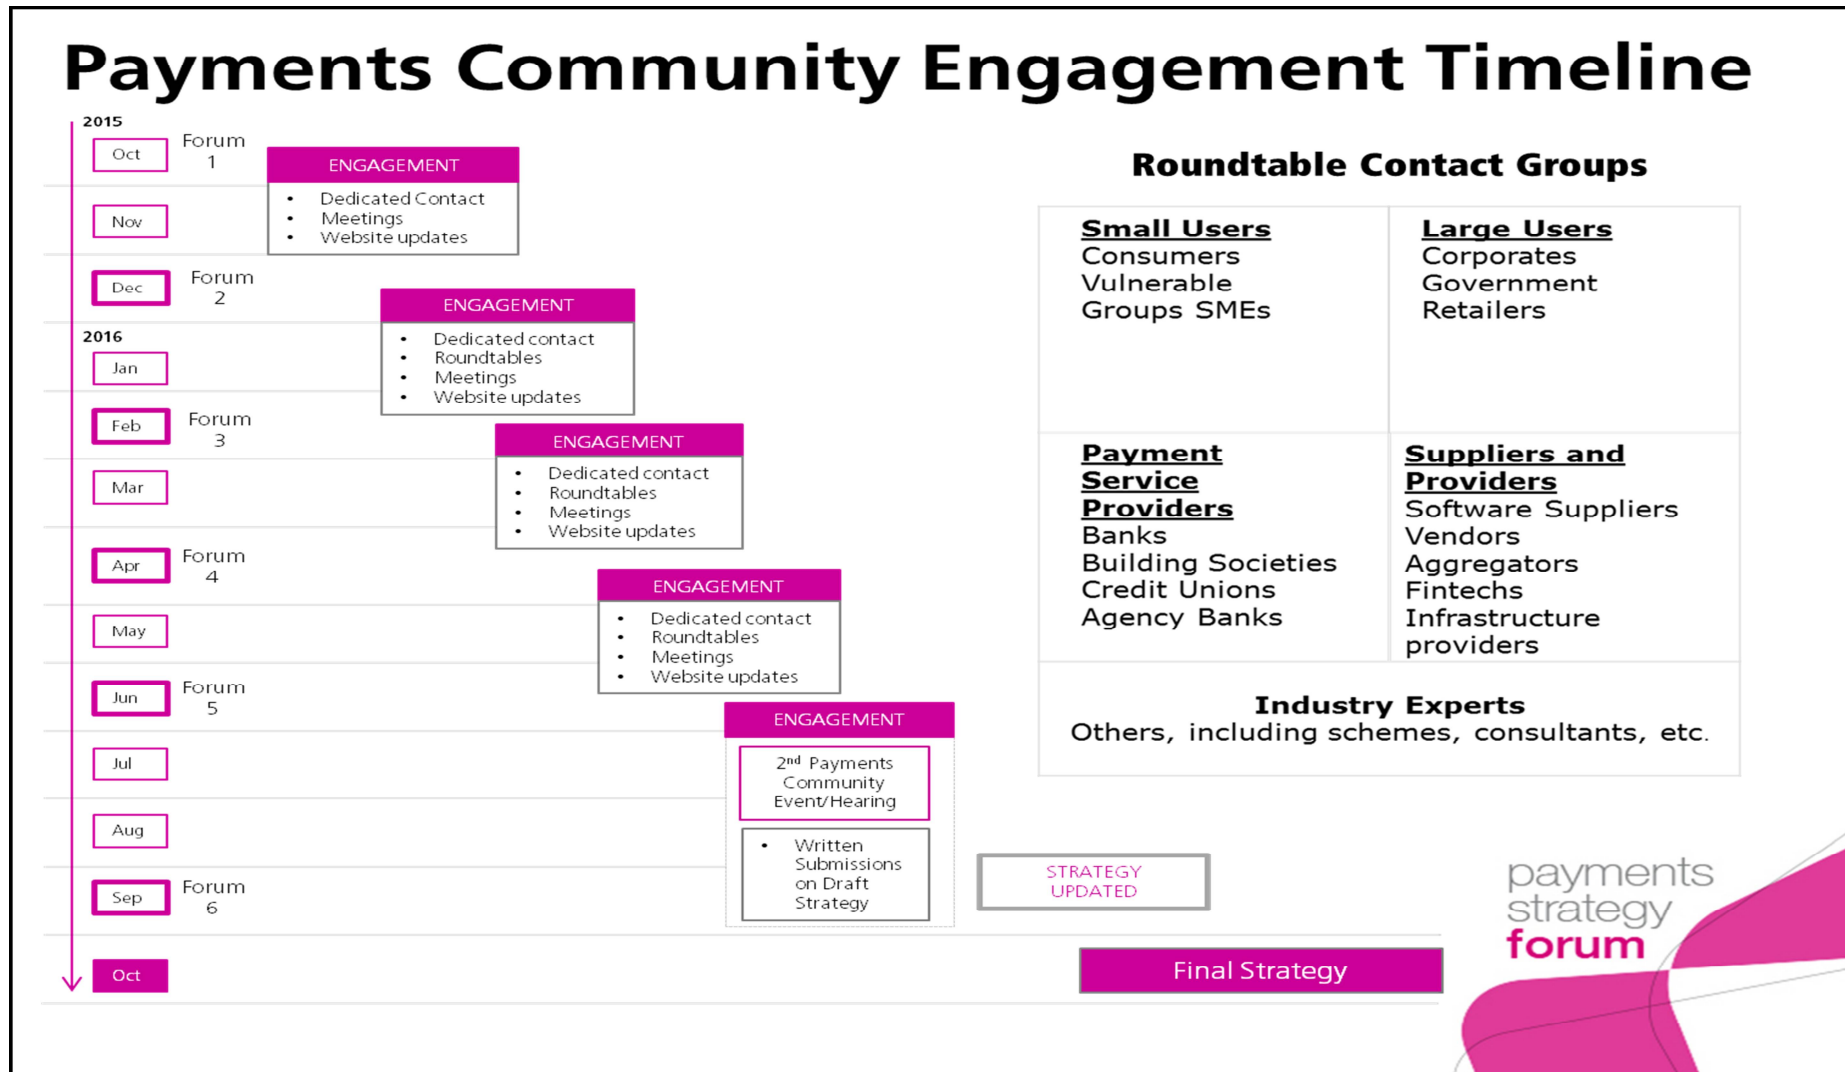 Payments Community Engagement Timeline
2015
Oct
Forum
1
ENGAGEMENT
• Dedicated Contact
• Meetings
• Website updates
Nov
Dec
Forum
2
ENGAGEMENT
• Dedicated contact
• Roundtables
• Meetings
• Website updates
2016
Jan
Feb
Forum
3
ENGAGEMENT
• Dedicated contact
• Roundtables
• Meetings
• Website updates
Mar
Apr
Forum
4
ENGAGEMENT
• Dedicated contact
• Roundtables
• Meetings
• Website updates
May
Jun
Forum
5
ENGAGEMENT
2nd Payments
Community
Event/Hearing
• Written
Submissions
on Draft
Strategy
Jul
Aug
Sep
Forum
6
STRATEGY
UPDATED
Oct
Final Strategy
Roundtable Contact Groups
Small Users
Consumers
Vulnerable
Groups SMEs
Large Users
Corporates
Government
Retailers
Payment
Service
Providers
Banks
Building Societies
Credit Unions
Agency Banks
Suppliers and
Providers
Software Suppliers
Vendors
Aggregators
Fintechs
Infrastructure
providers
Industry Experts
Others, including schemes, consultants, etc.
payments
strategy
forum